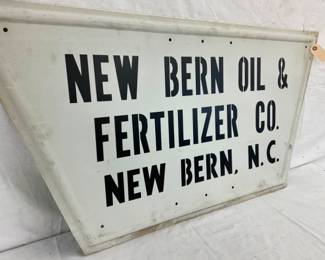 NEW BERN OIL &
FERTILIZER CO.
NEW BERN, N.C.